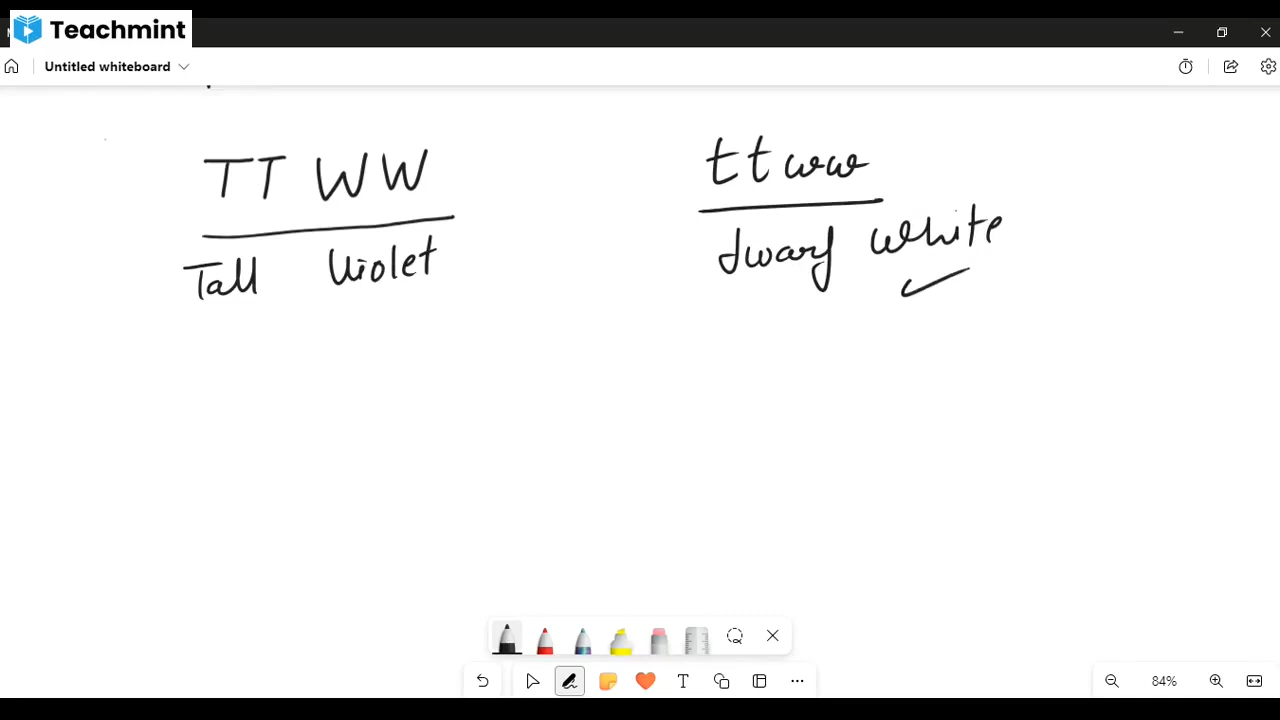 Teachmint
Untitled whiteboard
TT WW
ttww
Tall Violet
dwarf white
84%